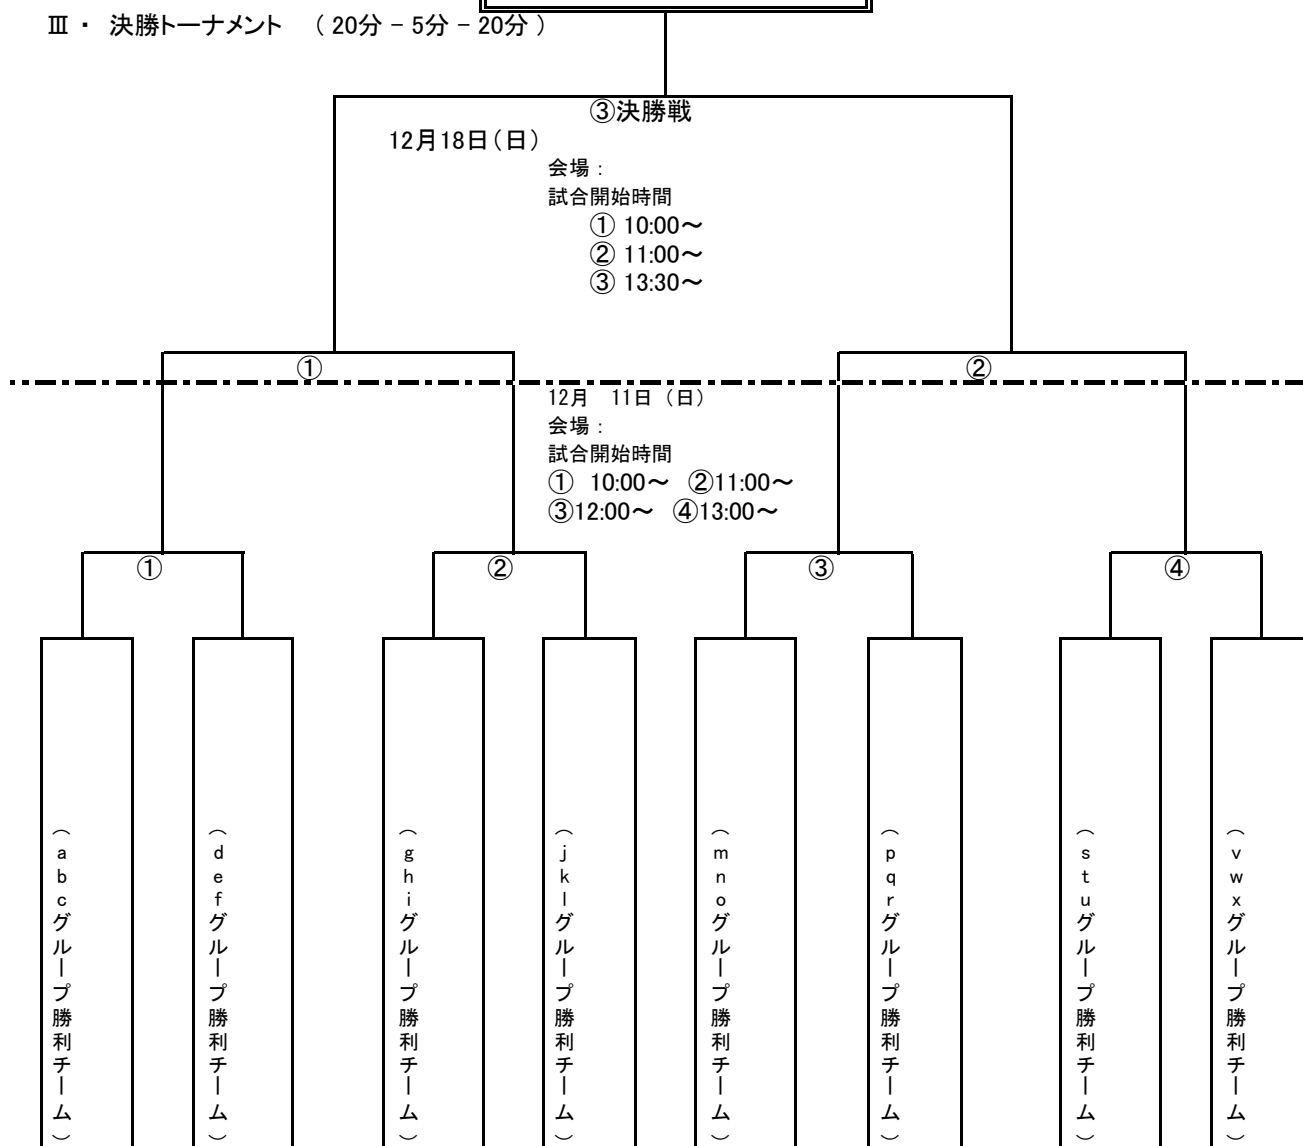 Ⅲ ・ 決勝トーナメント （ 20分 － 5分 － 20分 ）
③決勝戦
12月18日（日）
会場：
試合開始時間
① 10:00～
② 11:00～
③ 13:30～
①
②
12月 11日 （日）
会場：
試合開始時間
① 10:00～ ②11:00～
③12:00～ ④13:00～
①
②
③
④
（abcグループ勝利チーム）
（defグループ勝利チーム）
（ghiグループ勝利チーム）
（jklグループ勝利チーム）
（mnoグループ勝利チーム）
（pqrグループ勝利チーム）
（stuグループ勝利チーム）
（vwxグループ勝利チーム）